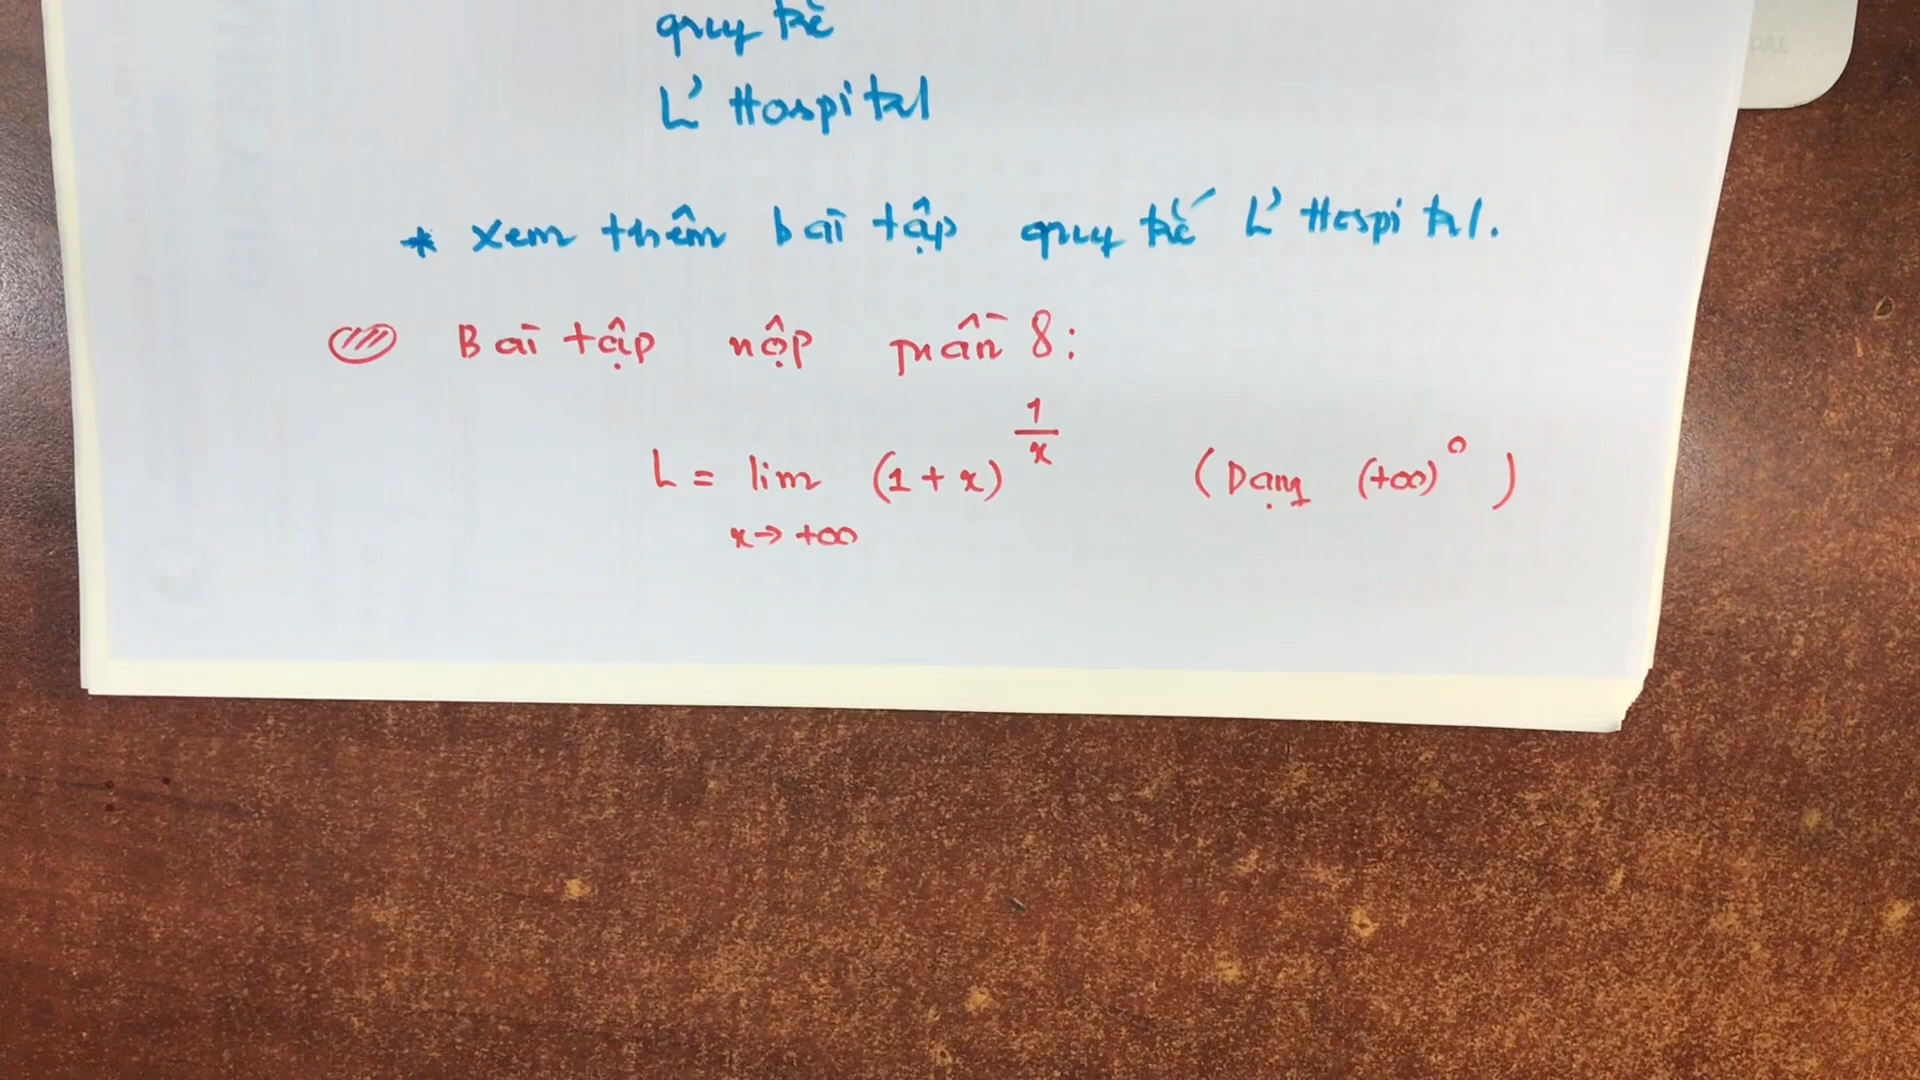 quy tắc
L' Hospital
* Xem thêm bài tập quy tắc L' Hospital.
Bài tập nộp tuần 8:
L = lim (1 + x)^(1/x) (Dạng (+∞)^0)
x → +∞